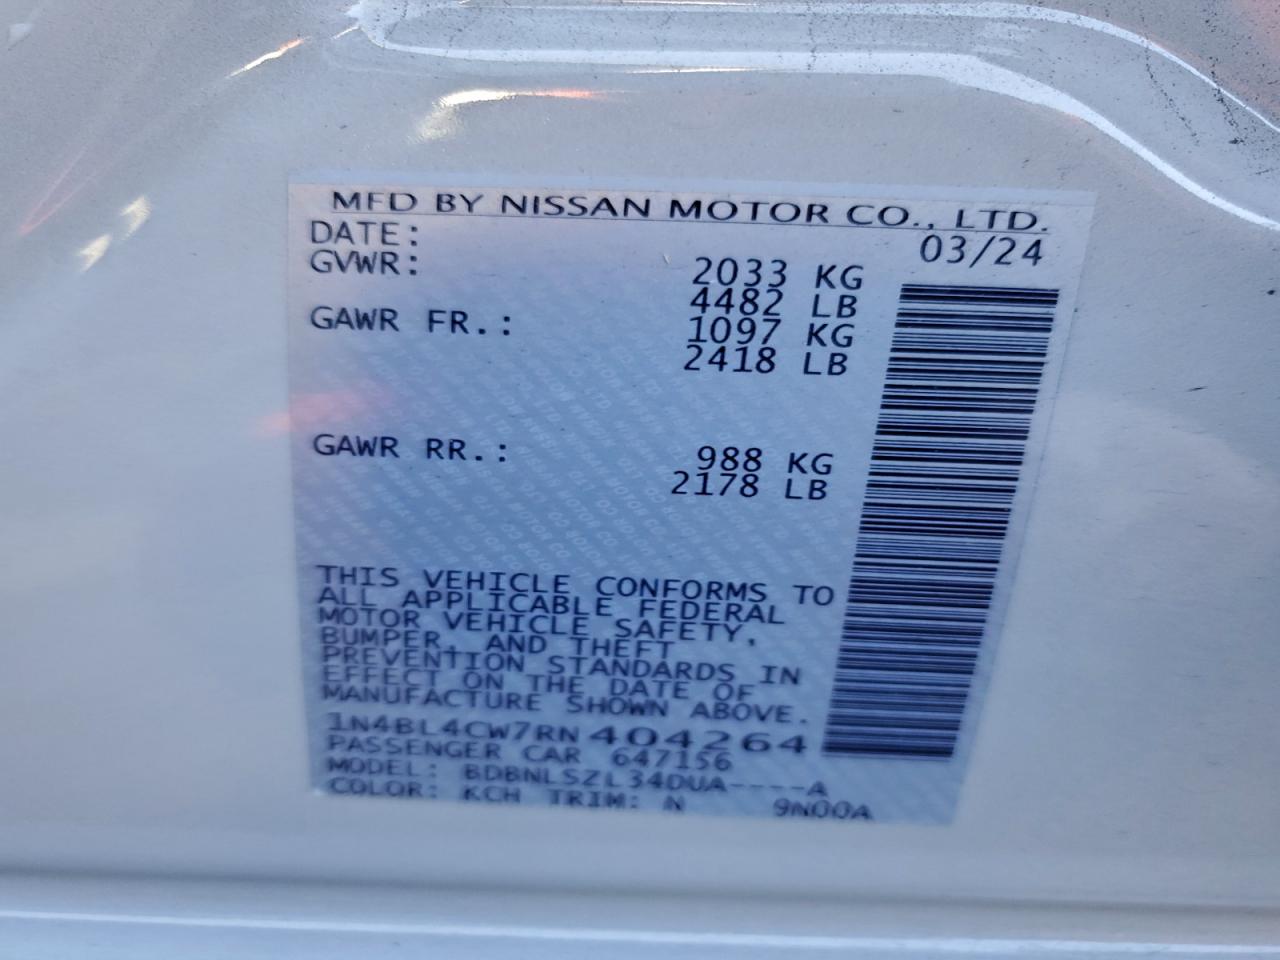 MFD BY NISSAN MOTOR CO., LTD.
DATE: 03/24
GVWR: 2033 KG
4482 LB
GAWR FR.: 1097 KG
2418 LB
GAWR RR.: 988 KG
2178 LB
THIS VEHICLE CONFORMS TO
ALL APPLICABLE FEDERAL
MOTOR VEHICLE SAFETY,
BUMPER, AND THEFT
PREVENTION STANDARDS IN
EFFECT ON THE DATE OF
MANUFACTURE SHOWN ABOVE.
1N4BL4CW7RN404264
PASSENGER CAR 647156
MODEL: BDBNLSZL34DUA----A
COLOR: KCH TRIM: N 9N00A